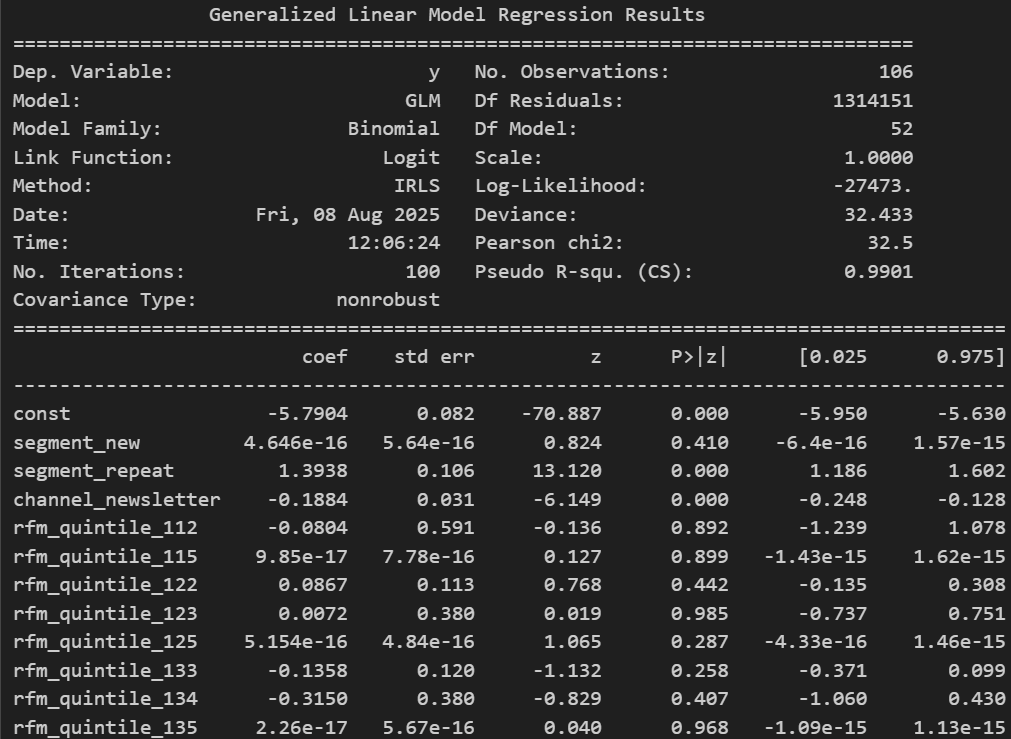 Generalized Linear Model Regression Results
==============================================================================
Dep. Variable:                      y   No. Observations:                  106
Model:                            GLM   Df Residuals:                  1314151
Model Family:                Binomial   Df Model:                           52
Link Function:                  Logit   Scale:                          1.0000
Method:                          IRLS   Log-Likelihood:                -27473.
Date:                Fri, 08 Aug 2025   Deviance:                       32.433
Time:                        12:06:24   Pearson chi2:                     32.5
No. Iterations:                   100   Pseudo R-squ. (CS):             0.9901
Covariance Type:            nonrobust
======================================================================================
                         coef    std err          z      P>|z|      [0.025      0.975]
--------------------------------------------------------------------------------------
const                 -5.7904      0.082    -70.887      0.000      -5.950      -5.630
segment_new         4.646e-16   5.64e-16      0.824      0.410    -6.4e-16    1.57e-15
segment_repeat         1.3938      0.106     13.120      0.000       1.186       1.602
channel_newsletter    -0.1884      0.031     -6.149      0.000      -0.248      -0.128
rfm_quintile_112      -0.0804      0.591     -0.136      0.892      -1.239       1.078
rfm_quintile_115     9.85e-17   7.78e-16      0.127      0.899   -1.43e-15    1.62e-15
rfm_quintile_122       0.0867      0.113      0.768      0.442      -0.135       0.308
rfm_quintile_123       0.0072      0.380      0.019      0.985      -0.737       0.751
rfm_quintile_125    5.154e-16   4.84e-16      1.065      0.287   -4.33e-16    1.46e-15
rfm_quintile_133      -0.1358      0.120     -1.132      0.258      -0.371       0.099
rfm_quintile_134      -0.3150      0.380     -0.829      0.407      -1.060       0.430
rfm_quintile_135     2.26e-17   5.67e-16      0.040      0.968   -1.09e-15    1.13e-15